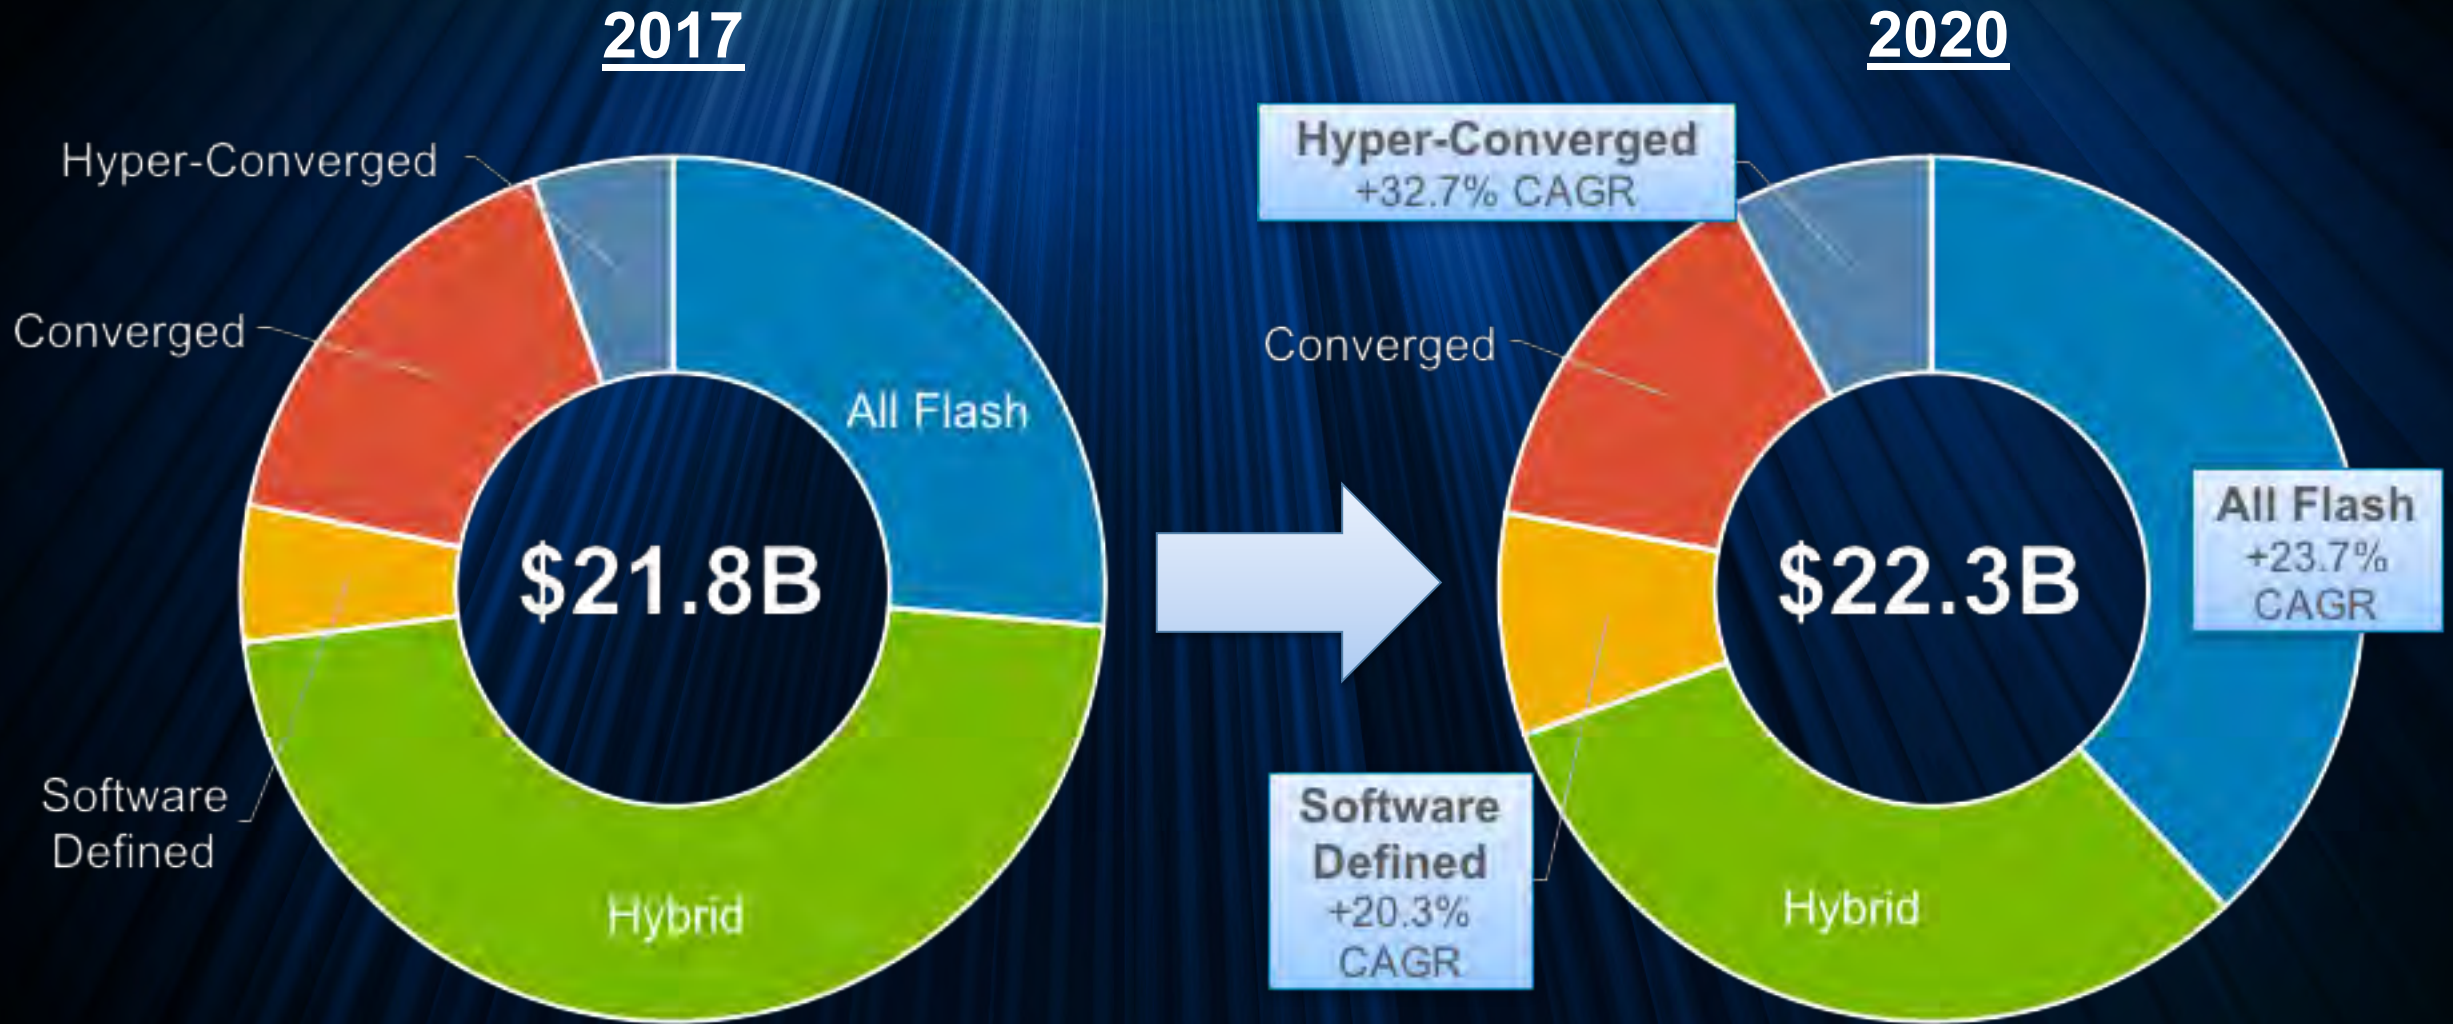 2017
Hyper-Converged
Converged
All Flash
$21.8B
Software
Defined
Hybrid
2020
Hyper-Converged
+32.7% CAGR
Converged
All Flash
+23.7%
CAGR
$22.3B
Software
Defined
+20.3%
CAGR
Hybrid